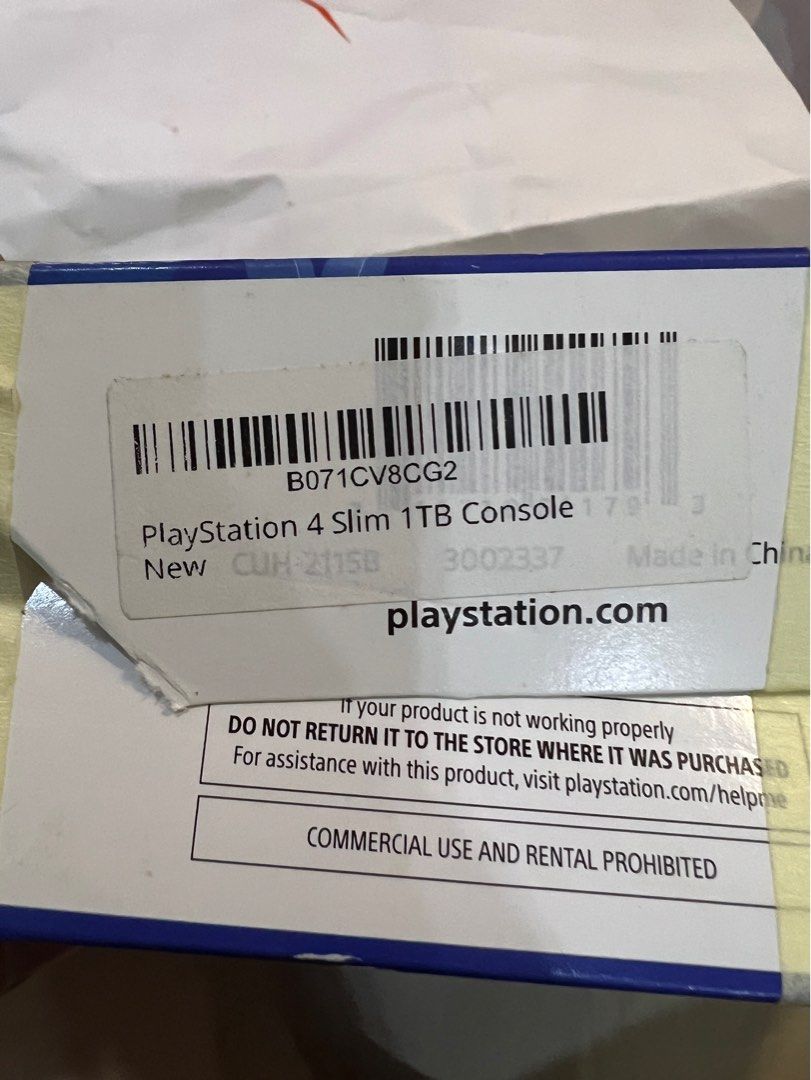 B071CV8CG2
PlayStation 4 Slim 1TB Console
New
CUH-2115B 3002337 Made in China
playstation.com
If your product is not working properly
DO NOT RETURN IT TO THE STORE WHERE IT WAS PURCHASED
For assistance with this product, visit playstation.com/helpme
COMMERCIAL USE AND RENTAL PROHIBITED